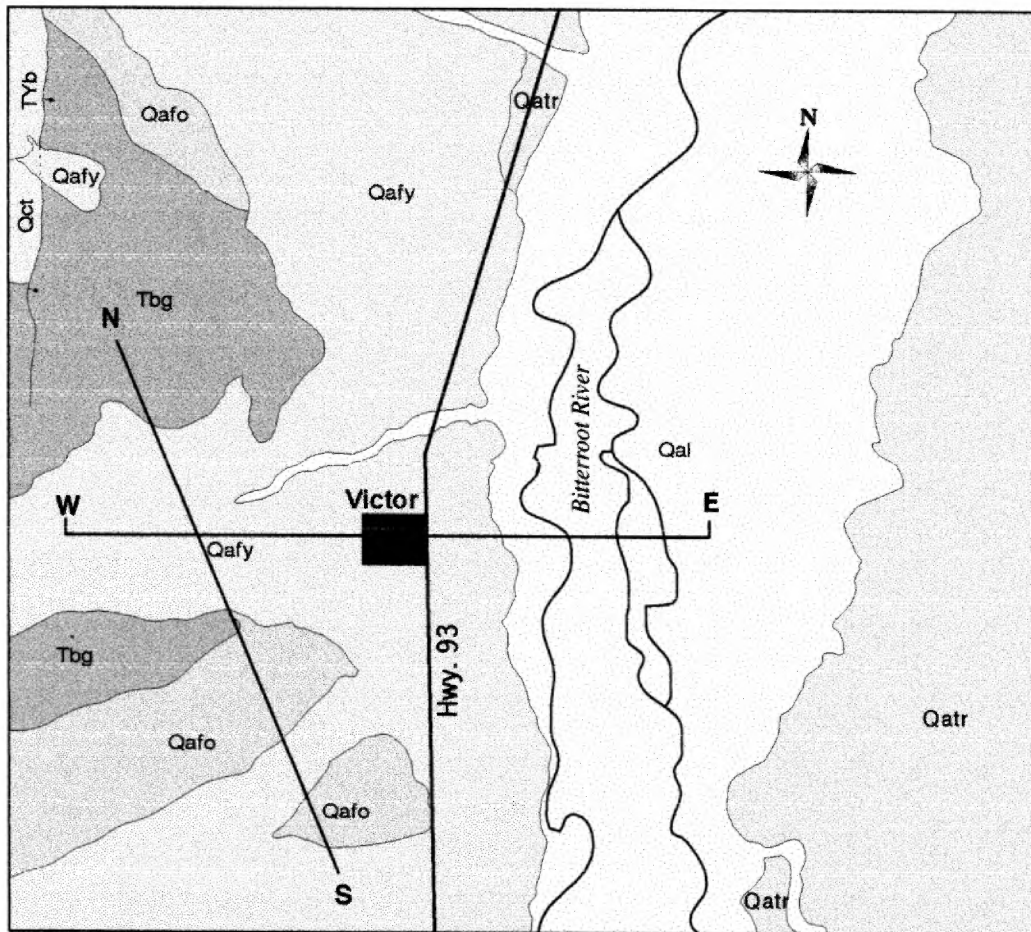 TYb
Qafo
Qatr
N
Qafy
Qafy
Qct
Tbg
N
Bitterroot River
Qal
W
Victor
E
Qafy
Tbg
Hwy. 93
Qafo
Qatr
Qafo
S
Qatr